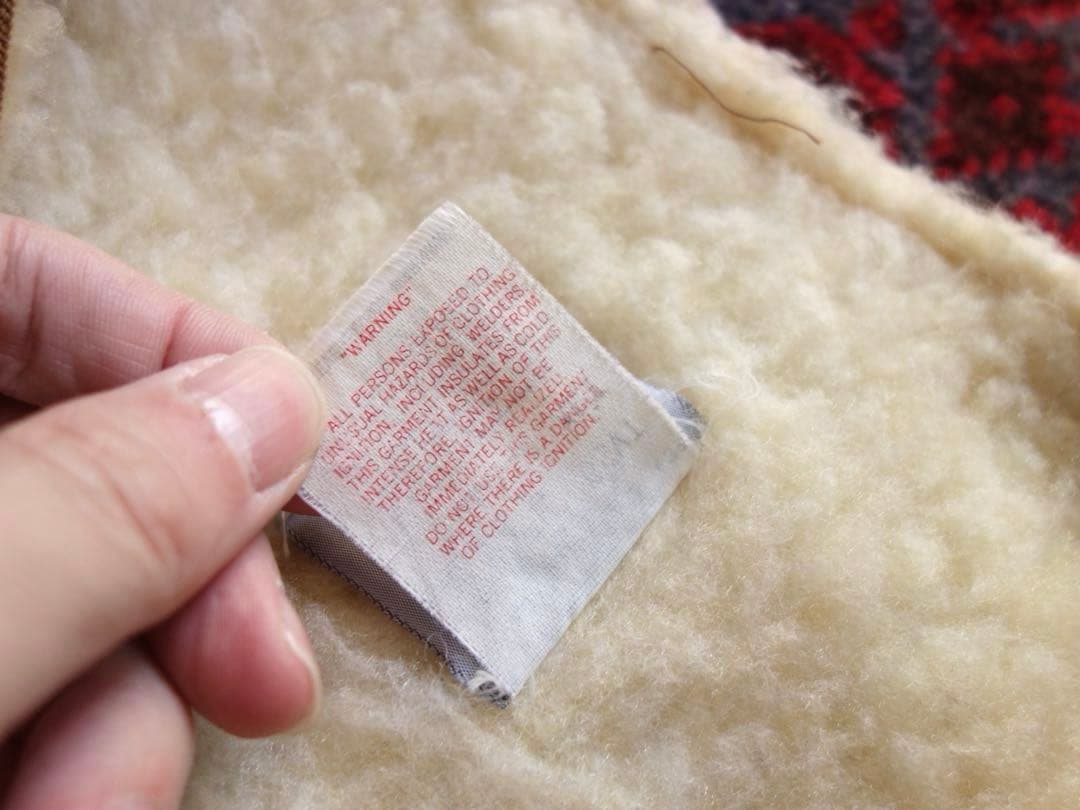 "WARNING"
ALL PERSONS EXPOSED TO
UNUSUAL HAZARDS OF CLOTHING
IGNITION, INCLUDING WELDERS.
THIS GARMENT INSULATES FROM
INTENSE HEAT AS WELL AS COLD
THEREFORE, IGNITION OF THIS
GARMENT MAY NOT BE
IMMEDIATELY REALIZED.
DO NOT USE THIS GARMENT
WHERE THERE IS A DANGER
OF CLOTHING IGNITION.